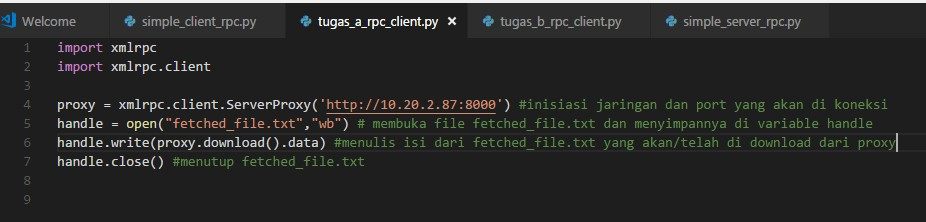 Welcome simple_client_rpc.py tugas_a_rpc_client.py × tugas_b_rpc_client.py simple_server_rpc.py
1 import xmlrpc
2 import xmlrpc.client
3
4 proxy = xmlrpc.client.ServerProxy('http://10.20.2.87:8000') #inisiasi jaringan dan port yang akan di koneksi
5 handle = open("fetched_file.txt","wb") # membuka file fetched_file.txt dan menyimpannya di variable handle
6 handle.write(proxy.download().data) #menulis isi dari fetched_file.txt yang akan/telah di download dari proxy
7 handle.close() #menutup fetched_file.txt
8
9